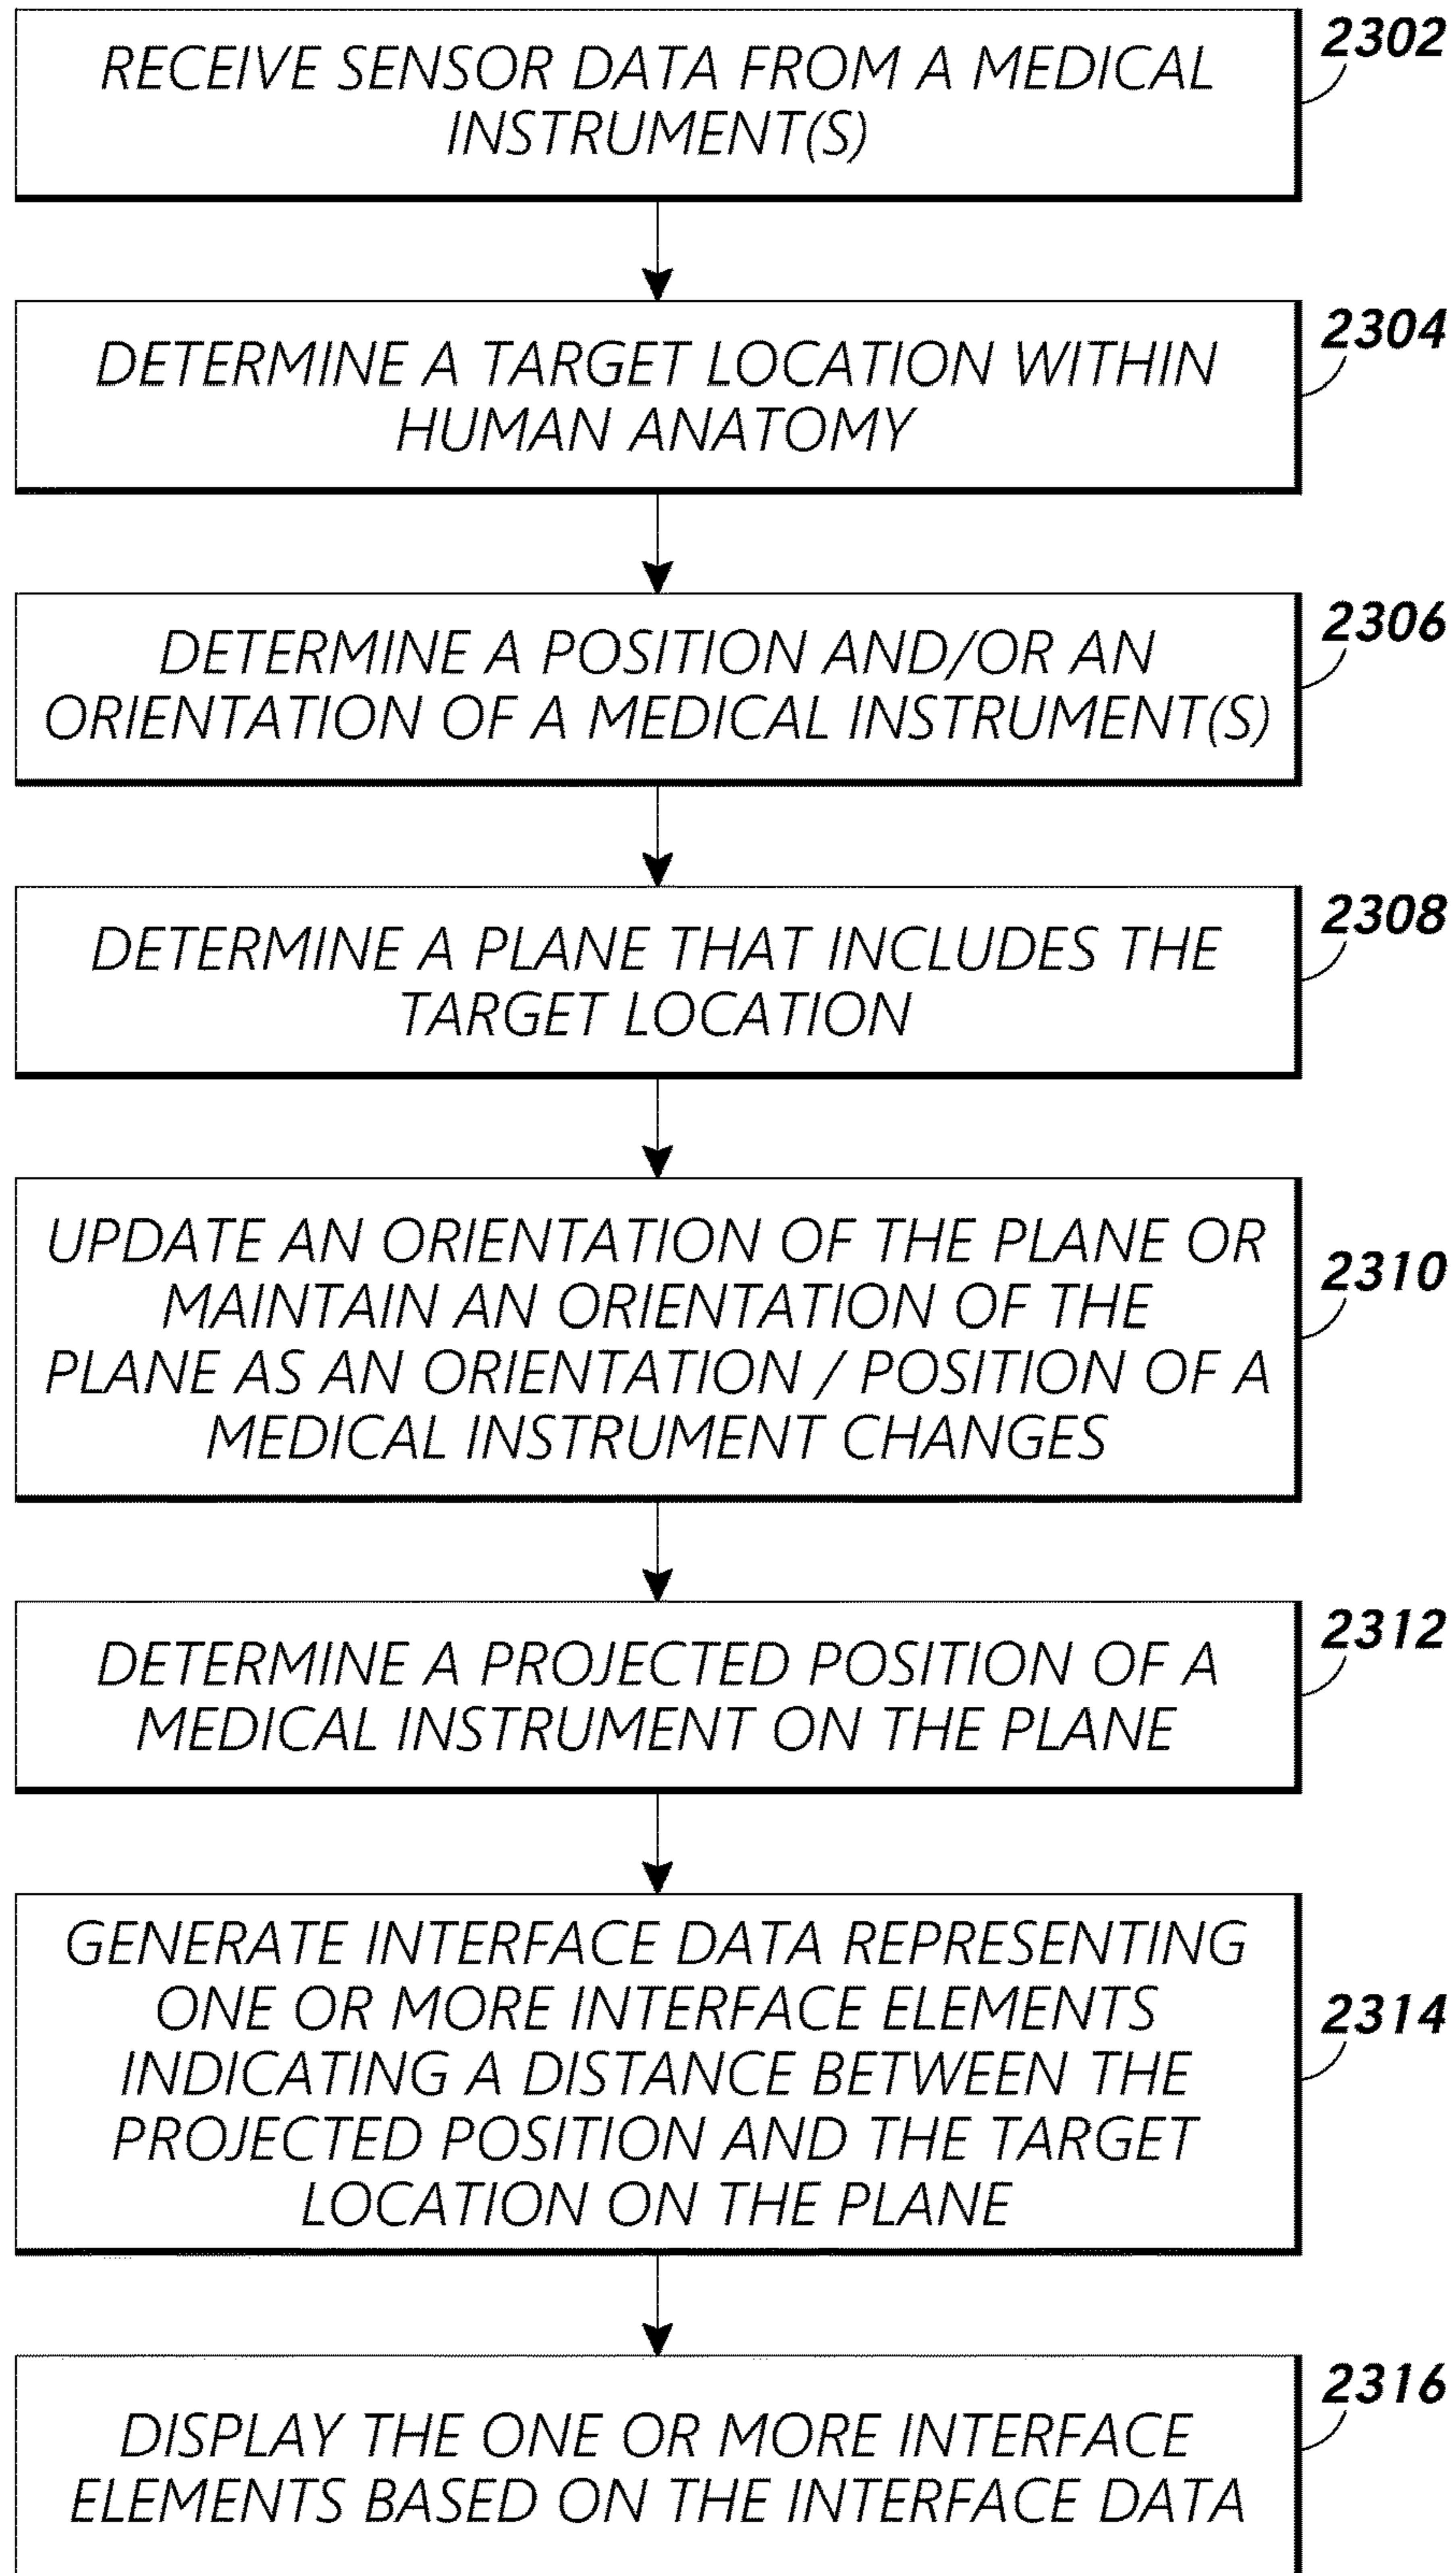 2302
RECEIVE SENSOR DATA FROM A MEDICAL
INSTRUMENT(S)
2304
DETERMINE A TARGET LOCATION WITHIN
HUMAN ANATOMY
2306
DETERMINE A POSITION AND/OR AN
ORIENTATION OF A MEDICAL INSTRUMENT(S)
2308
DETERMINE A PLANE THAT INCLUDES THE
TARGET LOCATION
2310
UPDATE AN ORIENTATION OF THE PLANE OR
MAINTAIN AN ORIENTATION OF THE
PLANE AS AN ORIENTATION / POSITION OF A
MEDICAL INSTRUMENT CHANGES
2312
DETERMINE A PROJECTED POSITION OF A
MEDICAL INSTRUMENT ON THE PLANE
2314
GENERATE INTERFACE DATA REPRESENTING
ONE OR MORE INTERFACE ELEMENTS
INDICATING A DISTANCE BETWEEN THE
PROJECTED POSITION AND THE TARGET
LOCATION ON THE PLANE
2316
DISPLAY THE ONE OR MORE INTERFACE
ELEMENTS BASED ON THE INTERFACE DATA